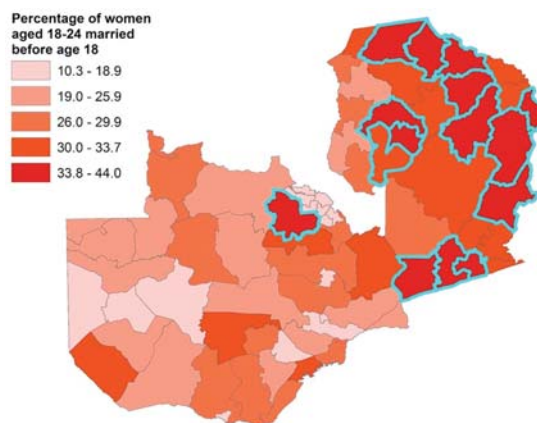 Percentage of women
aged 18-24 married
before age 18
10.3 - 18.9
19.0 - 25.9
26.0 - 29.9
30.0 - 33.7
33.8 - 44.0